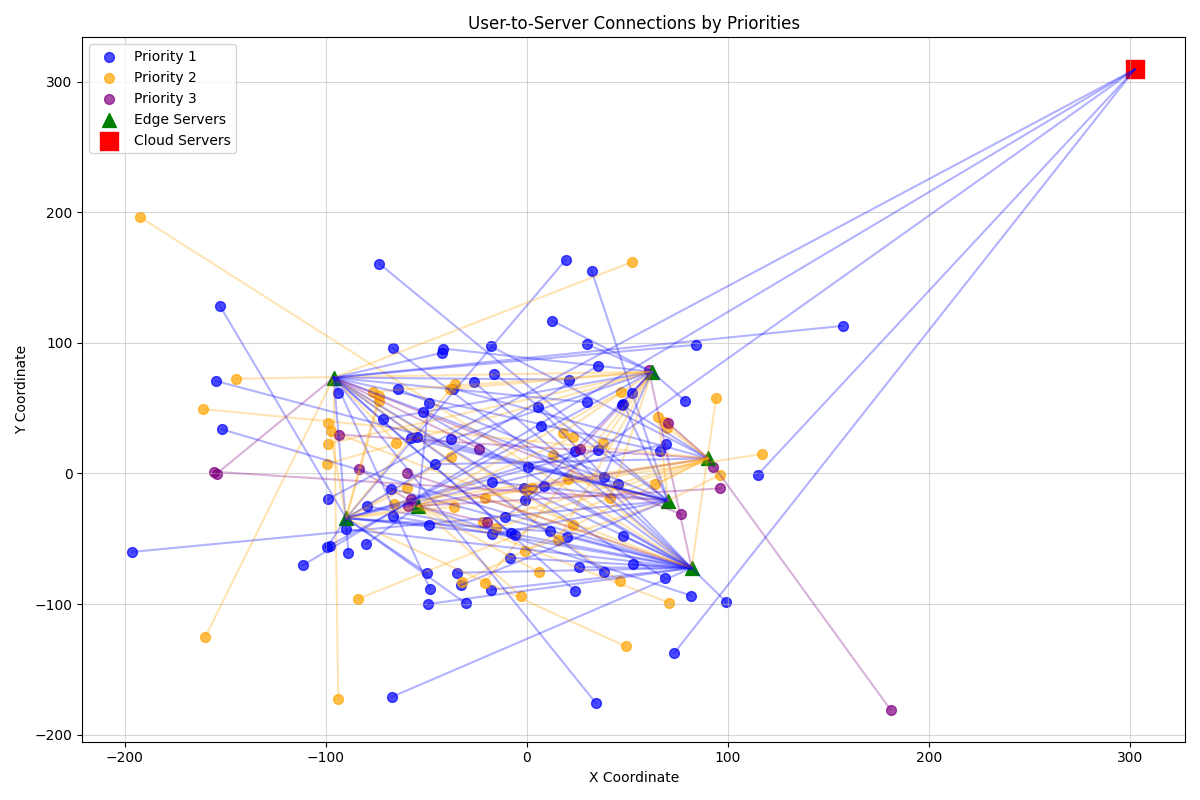 User-to-Server Connections by Priorities
Priority 1
Priority 2
Priority 3
Edge Servers
Cloud Servers
Y Coordinate
300
200
100
0
−100
−200
−200
−100
0
100
200
300
X Coordinate